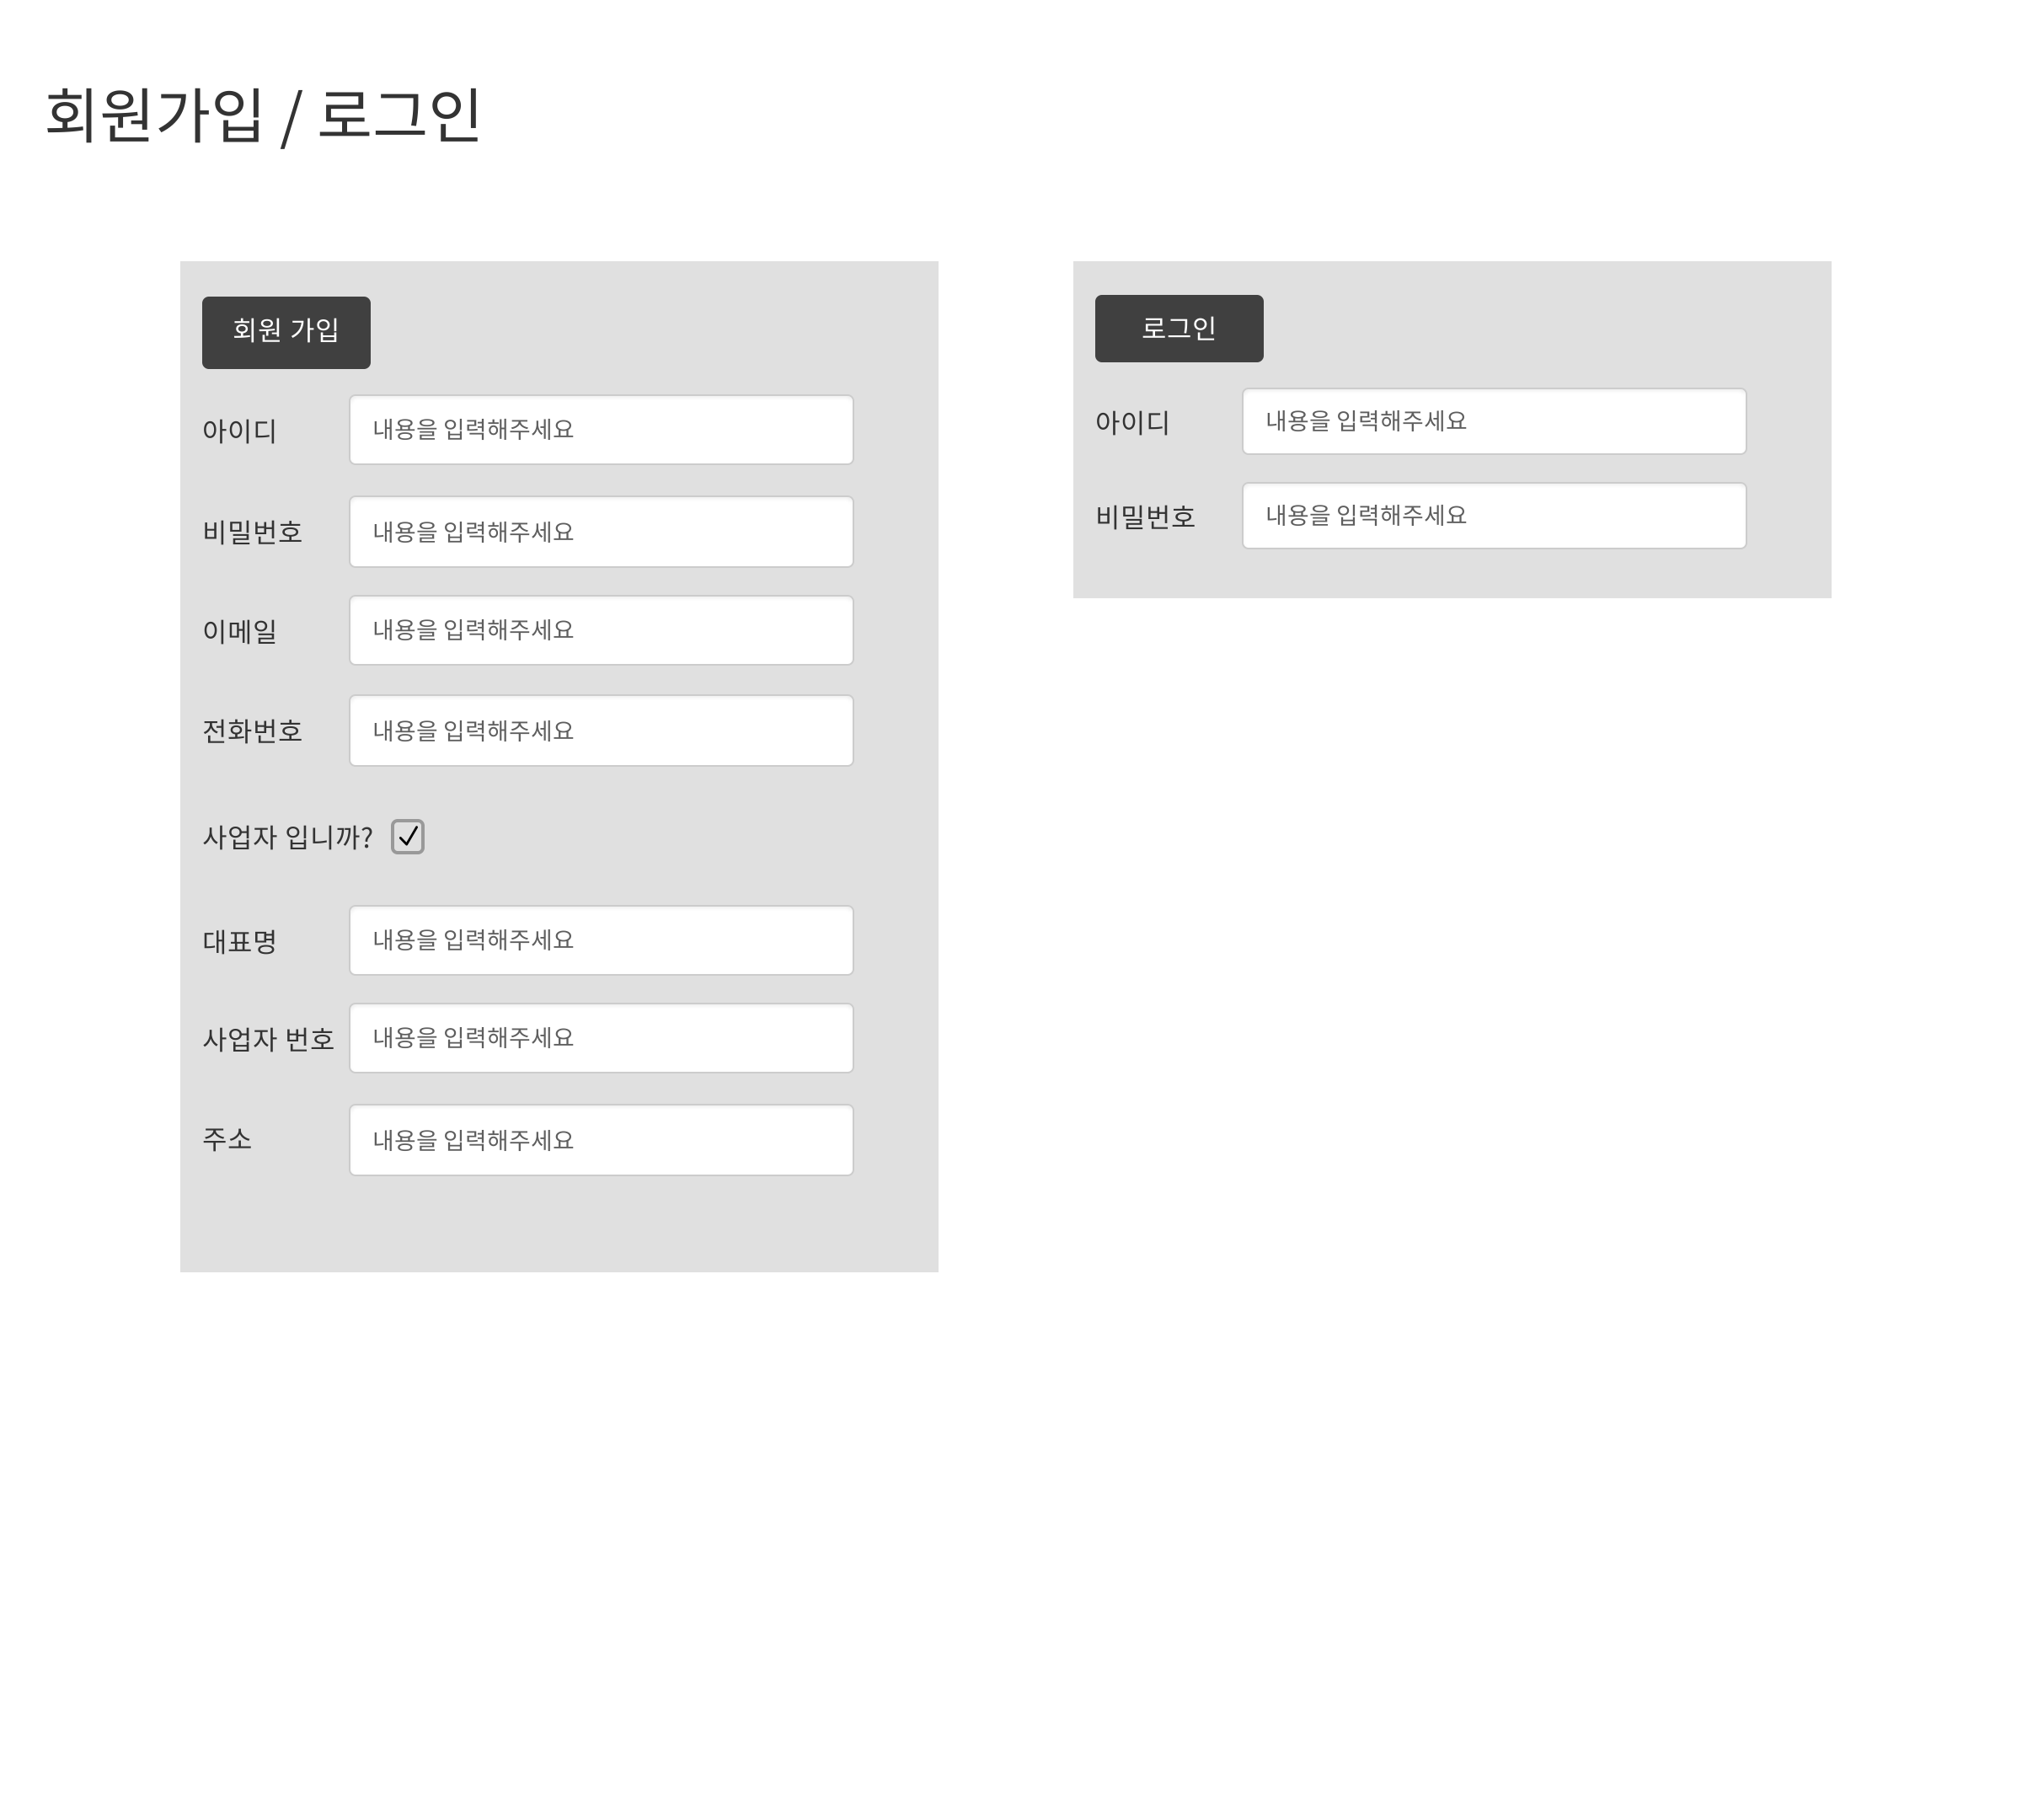 회원가입 / 로그인
회원 가입
아이디 내용을 입력해주세요
비밀번호 내용을 입력해주세요
이메일 내용을 입력해주세요
전화번호 내용을 입력해주세요
사업자 입니까?
대표명 내용을 입력해주세요
사업자 번호 내용을 입력해주세요
주소 내용을 입력해주세요
로그인
아이디 내용을 입력해주세요
비밀번호 내용을 입력해주세요